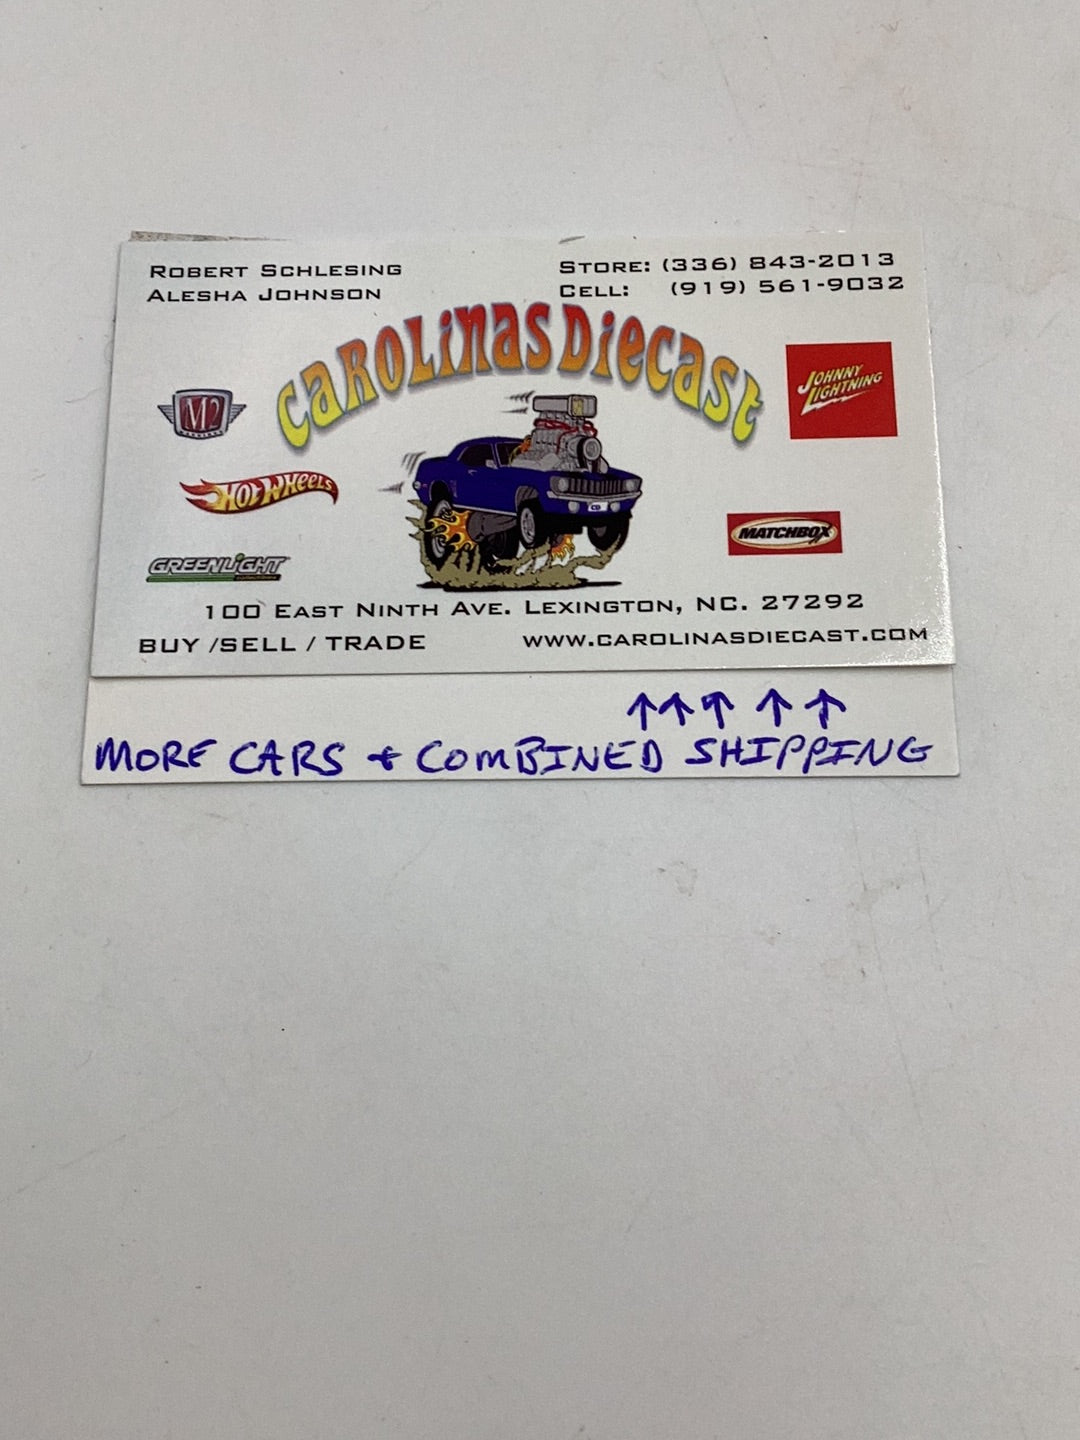 ROBERT SCHLESING
ALESHA JOHNSON
STORE: (336) 843-2013
CELL: (919) 561-9032
CAROLINAS DIECAST
M2
JOHNNY LIGHTNING
HOT WHEELS
MATCHBOX
GREENLIGHT
CD
100 EAST NINTH AVE. LEXINGTON, NC. 27292
BUY /SELL / TRADE
WWW.CAROLINASDIECAST.COM
↑↑↑ ↑↑
MORE CARS + COMBINED SHIPPING